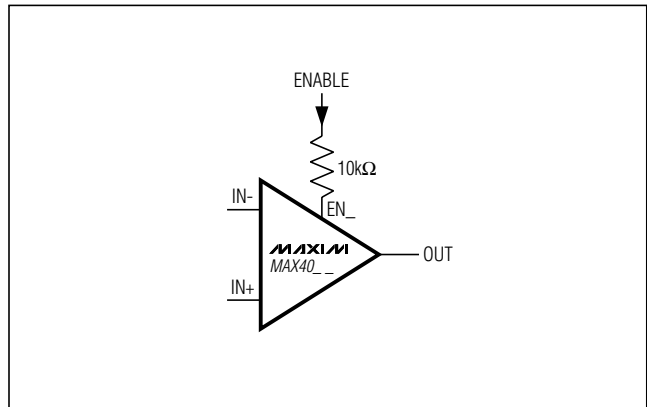 ENABLE
10kΩ
IN-
EN_
MAXIM
MAX40_ _
OUT
IN+